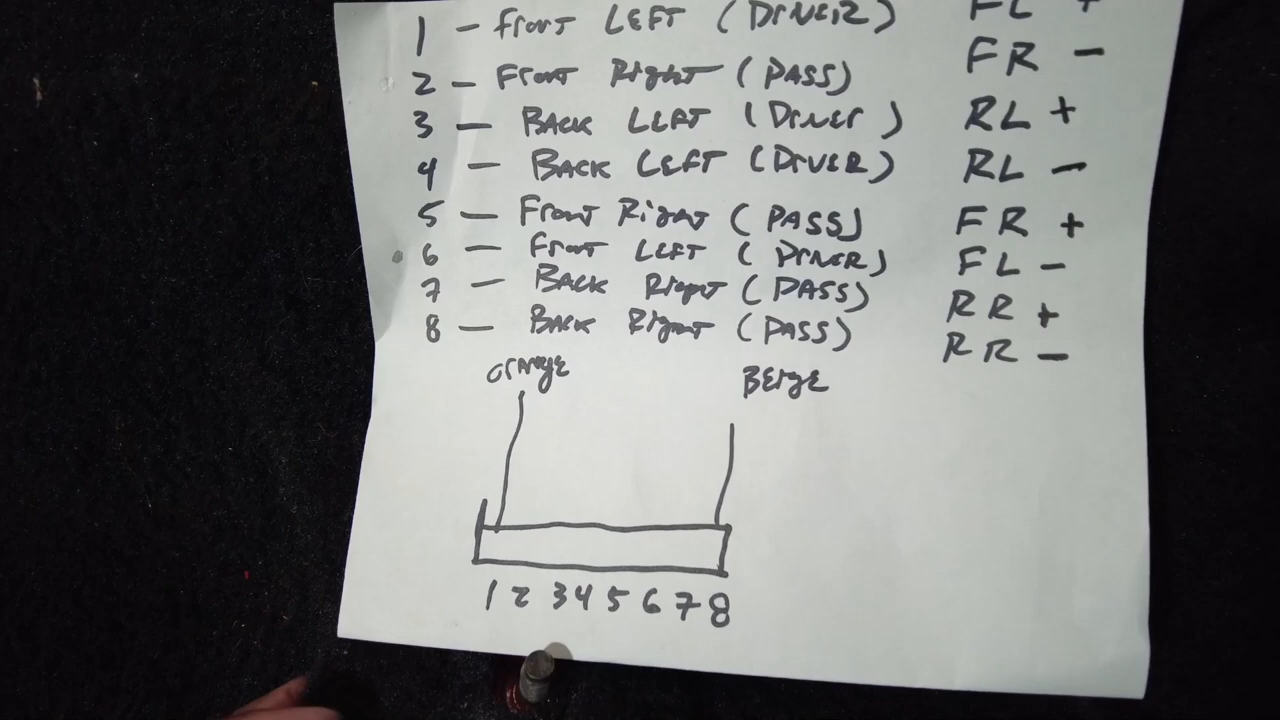 1 - Front LEFT (DRIVER) FL +
2 - Front Right (PASS) FR -
3 - BACK LEFT (Driver) RL +
4 - BACK LEFT (DRIVER) RL -
5 - Front Right (PASS) FR +
6 - Front LEFT (DRIVER) FL -
7 - BACK Right (PASS) RR +
8 - BACK Right (PASS) RR -
OrANgE BEigE
1 2 3 4 5 6 7 8